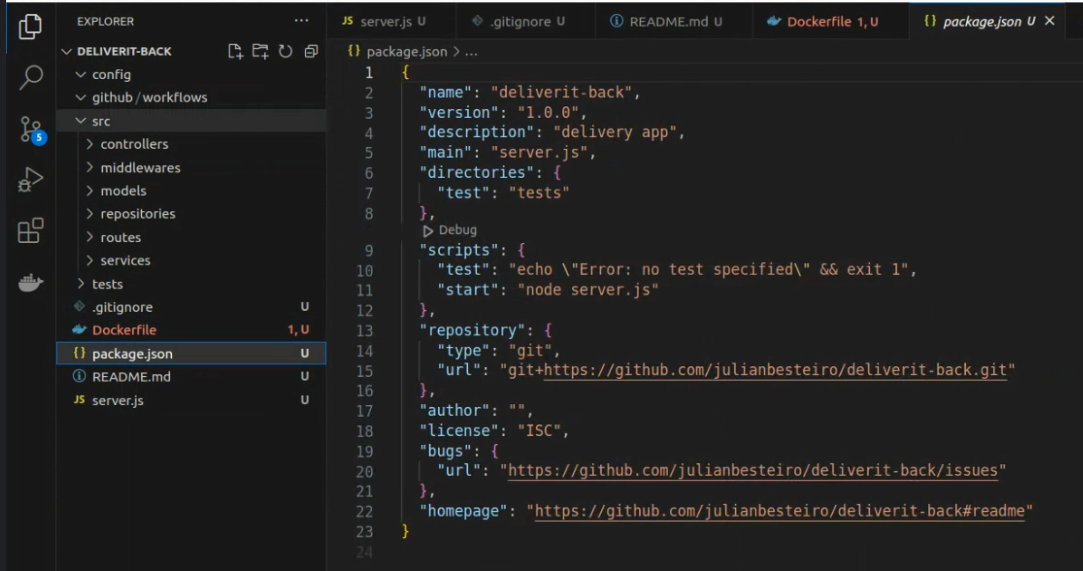 EXPLORER
DELIVERIT-BACK
config
github/workflows
src
controllers
middlewares
models
repositories
routes
services
tests
.gitignore U
Dockerfile 1, U
package.json U
README.md U
JS server.js U
5
JS server.js U
.gitignore U
README.md U
Dockerfile 1, U
{} package.json U
{} package.json > ...
1 {
2 "name": "deliverit-back",
3 "version": "1.0.0",
4 "description": "delivery app",
5 "main": "server.js",
6 "directories": {
7 "test": "tests"
8 },
Debug
9 "scripts": {
10 "test": "echo \"Error: no test specified\" && exit 1",
11 "start": "node server.js"
12 },
13 "repository": {
14 "type": "git",
15 "url": "git+https://github.com/julianbesteiro/deliverit-back.git"
16 },
17 "author": "",
18 "license": "ISC",
19 "bugs": {
20 "url": "https://github.com/julianbesteiro/deliverit-back/issues"
21 },
22 "homepage": "https://github.com/julianbesteiro/deliverit-back#readme"
23 }
24